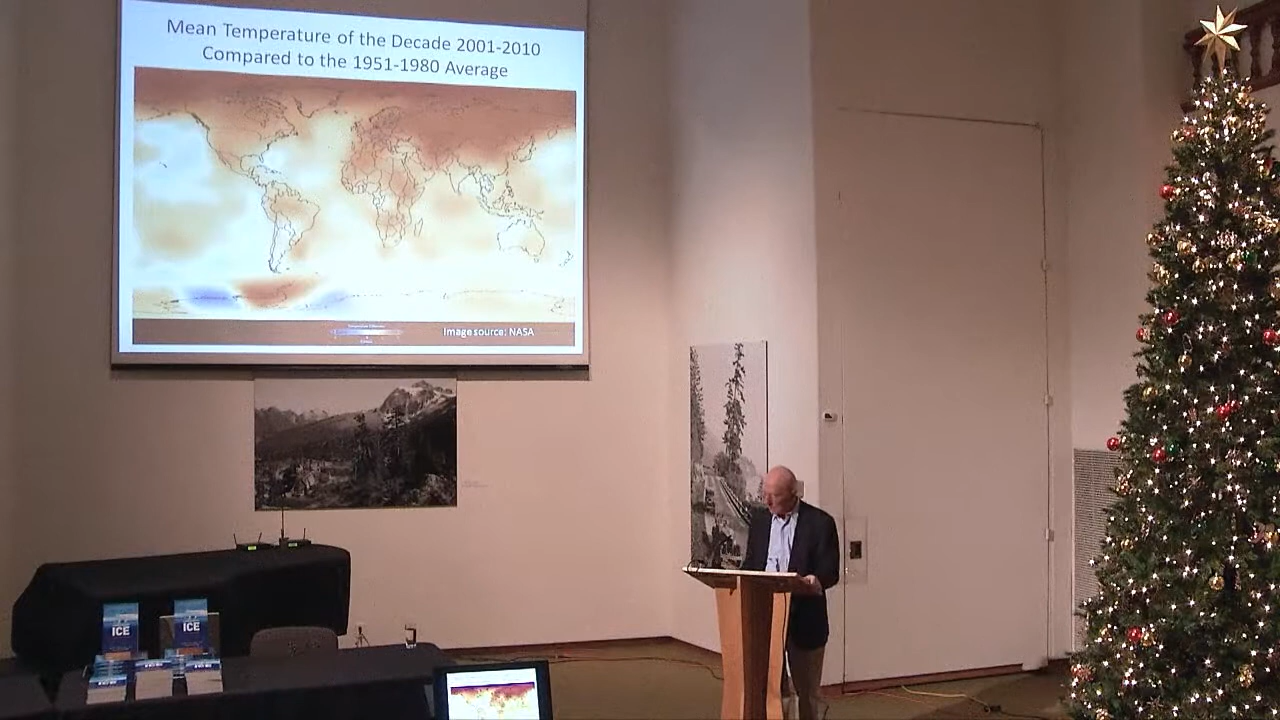 Mean Temperature of the Decade 2001-2010
Compared to the 1951-1980 Average
Image source: NASA
ICE
ICE